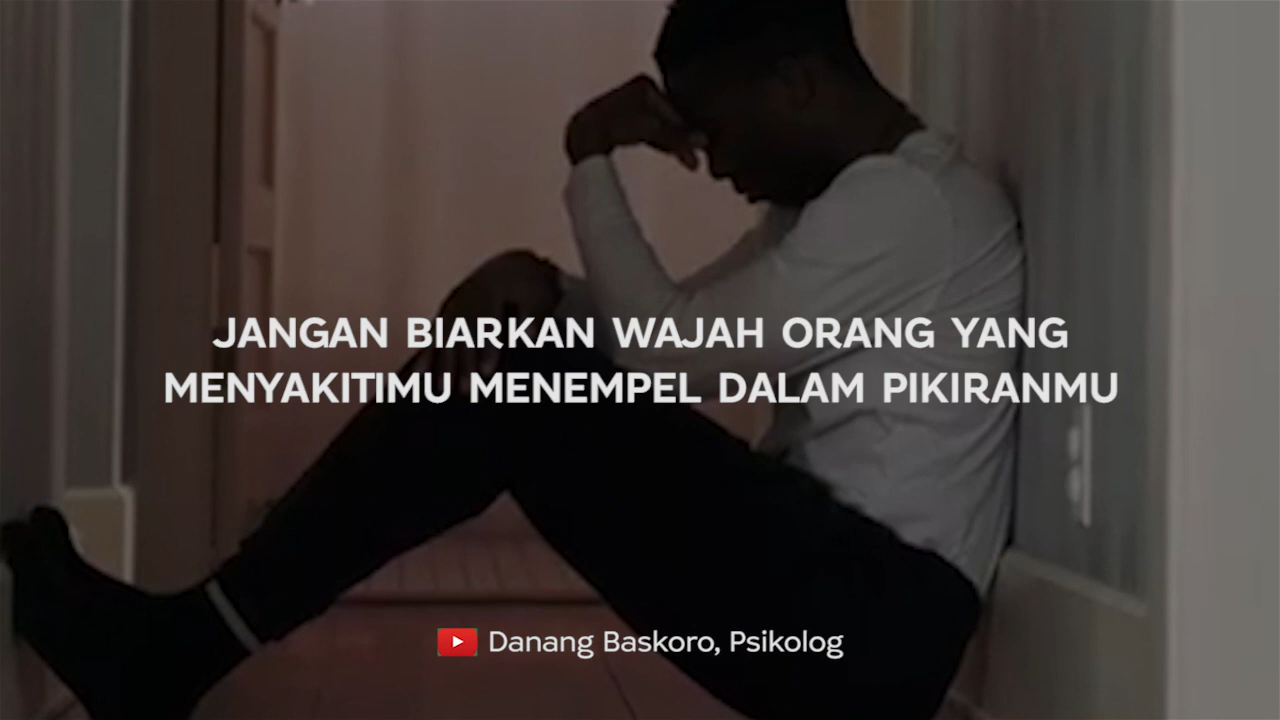 JANGAN BIARKAN WAJAH ORANG YANG
MENYAKITIMU MENEMPEL DALAM PIKIRANMU
Danang Baskoro, Psikolog